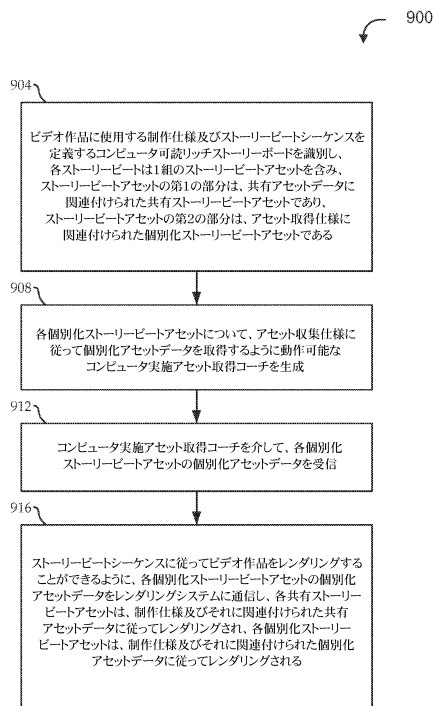 900
904
ビデオ作品に使用する制作仕様及びストーリービートシーケンスを
定義するコンピュータ可読リッチストーリーボードを識別し、
各ストーリービートは1組のストーリービートアセットを含み、
ストーリービートアセットの第1の部分は、共有アセットデータに
関連付けられた共有ストーリービートアセットであり、
ストーリービートアセットの第2の部分は、アセット取得仕様に
関連付けられた個別化ストーリービートアセットである
908
各個別化ストーリービートアセットについて、アセット収集仕様に
従って個別化アセットデータを取得するように動作可能な
コンピュータ実施アセット取得コーチを生成
912
コンピュータ実施アセット取得コーチを介して、各個別化
ストーリービートアセットの個別化アセットデータを受信
916
ストーリービートシーケンスに従ってビデオ作品をレンダリングする
ことができるように、各個別化ストーリービートアセットの個別化
アセットデータをレンダリングシステムに通信し、各共有ストーリー
ビートアセットは、制作仕様及びそれに関連付けられた共有
アセットデータに従ってレンダリングされ、各個別化ストーリー
ビートアセットは、制作仕様及びそれに関連付けられた個別化
アセットデータに従ってレンダリングされる